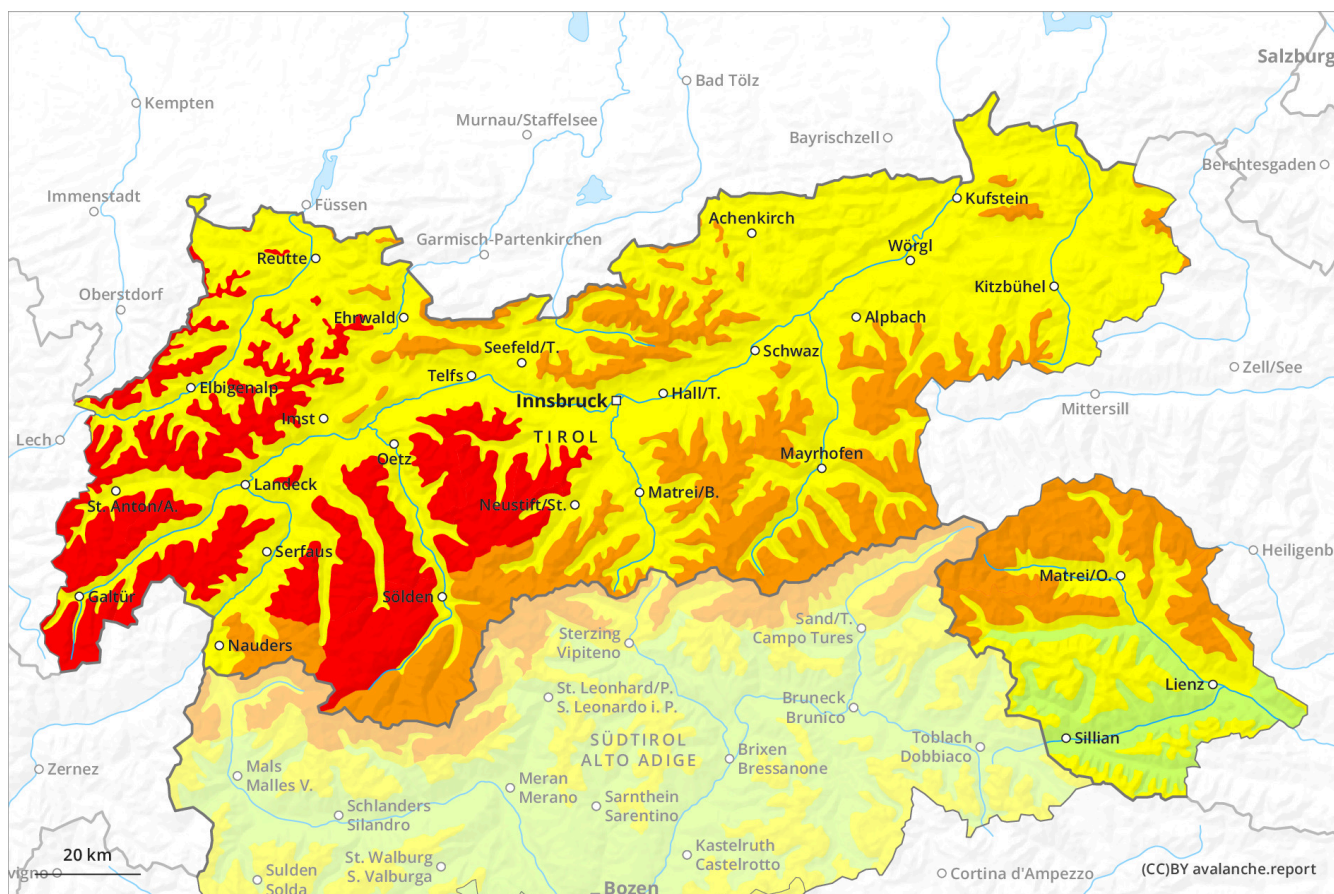 Salzburg
Bad Tölz
Kempten
Murnau/Staffelsee
Bayrischzell
Berchtesgaden
Immenstadt
Füssen
Kufstein
Achenkirch
Garmisch-Partenkirchen
Wörgl
Reutte
Oberstdorf
Kitzbühel
Ehrwald
Alpbach
Seefeld/T.
Schwaz
Zell/See
Telfs
Elbigenalp
Innsbruck
Hall/T.
Mittersill
Imst
Lech
TIROL
Oetz
Mayrhofen
Landeck
St. Anton/A.
Neustift/St.
Matrei/B.
Serfaus
Heiligenb
Matrei/O.
Galtür
Sölden
Sand/T.
Campo Tures
Sterzing
Vipiteno
Nauders
Lienz
St. Leonhard/P.
S. Leonardo i. P.
Bruneck
Brunico
SÜDTIROL
ALTO ADIGE
Toblach
Dobbiaco
Sillian
Brixen
Bressanone
Zernez
Mals
Malles V.
Meran
Merano
Sarnthein
Sarentino
Schlanders
Silandro
Kastelruth
Castelrotto
20 km
St. Walburg
S. Valburga
vigno
Sulden
Solda
Cortina d'Ampezzo
(CC)BY avalanche.report
Bozen